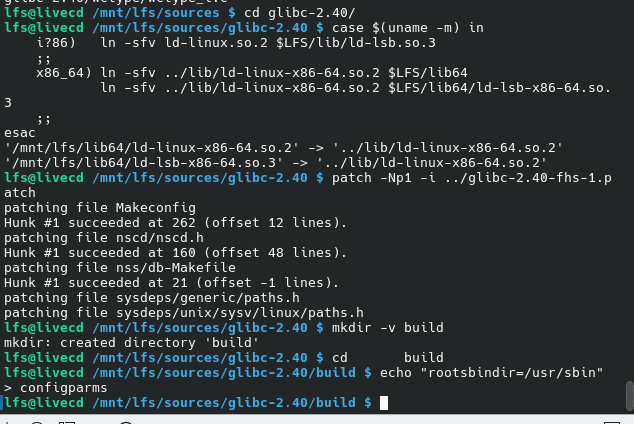 lfs@livecd /mnt/lfs/sources $ cd glibc-2.40/
lfs@livecd /mnt/lfs/sources/glibc-2.40 $ case $(uname -m) in
    i?86)   ln -sfv ld-linux.so.2 $LFS/lib/ld-lsb.so.3
    ;;
    x86_64) ln -sfv ../lib/ld-linux-x86-64.so.2 $LFS/lib64
            ln -sfv ../lib/ld-linux-x86-64.so.2 $LFS/lib64/ld-lsb-x86-64.so.
3
    ;;
esac
'/mnt/lfs/lib64/ld-linux-x86-64.so.2' -> '../lib/ld-linux-x86-64.so.2'
'/mnt/lfs/lib64/ld-lsb-x86-64.so.3' -> '../lib/ld-linux-x86-64.so.2'
lfs@livecd /mnt/lfs/sources/glibc-2.40 $ patch -Np1 -i ../glibc-2.40-fhs-1.p
atch
patching file Makeconfig
Hunk #1 succeeded at 262 (offset 12 lines).
patching file nscd/nscd.h
Hunk #1 succeeded at 160 (offset 48 lines).
patching file nss/db-Makefile
Hunk #1 succeeded at 21 (offset -1 lines).
patching file sysdeps/generic/paths.h
patching file sysdeps/unix/sysv/linux/paths.h
lfs@livecd /mnt/lfs/sources/glibc-2.40 $ mkdir -v build
mkdir: created directory 'build'
lfs@livecd /mnt/lfs/sources/glibc-2.40 $ cd       build
lfs@livecd /mnt/lfs/sources/glibc-2.40/build $ echo "rootsbindir=/usr/sbin"
> configparms
lfs@livecd /mnt/lfs/sources/glibc-2.40/build $